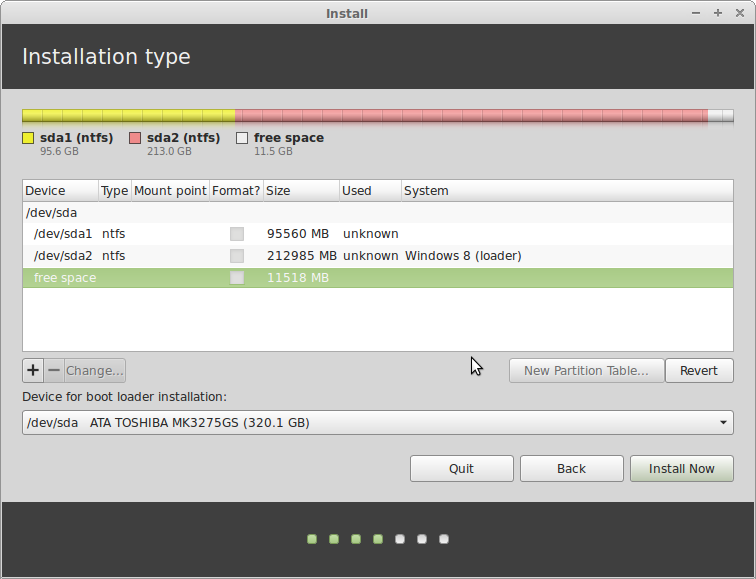 Install
Installation type
sda1 (ntfs) sda2 (ntfs) free space
95.6 GB 213.0 GB 11.5 GB
Device Type Mount point Format? Size Used System
/dev/sda
/dev/sda1 ntfs 95560 MB unknown
/dev/sda2 ntfs 212985 MB unknown Windows 8 (loader)
free space 11518 MB
+ − Change... New Partition Table... Revert
Device for boot loader installation:
/dev/sda ATA TOSHIBA MK3275GS (320.1 GB)
Quit Back Install Now